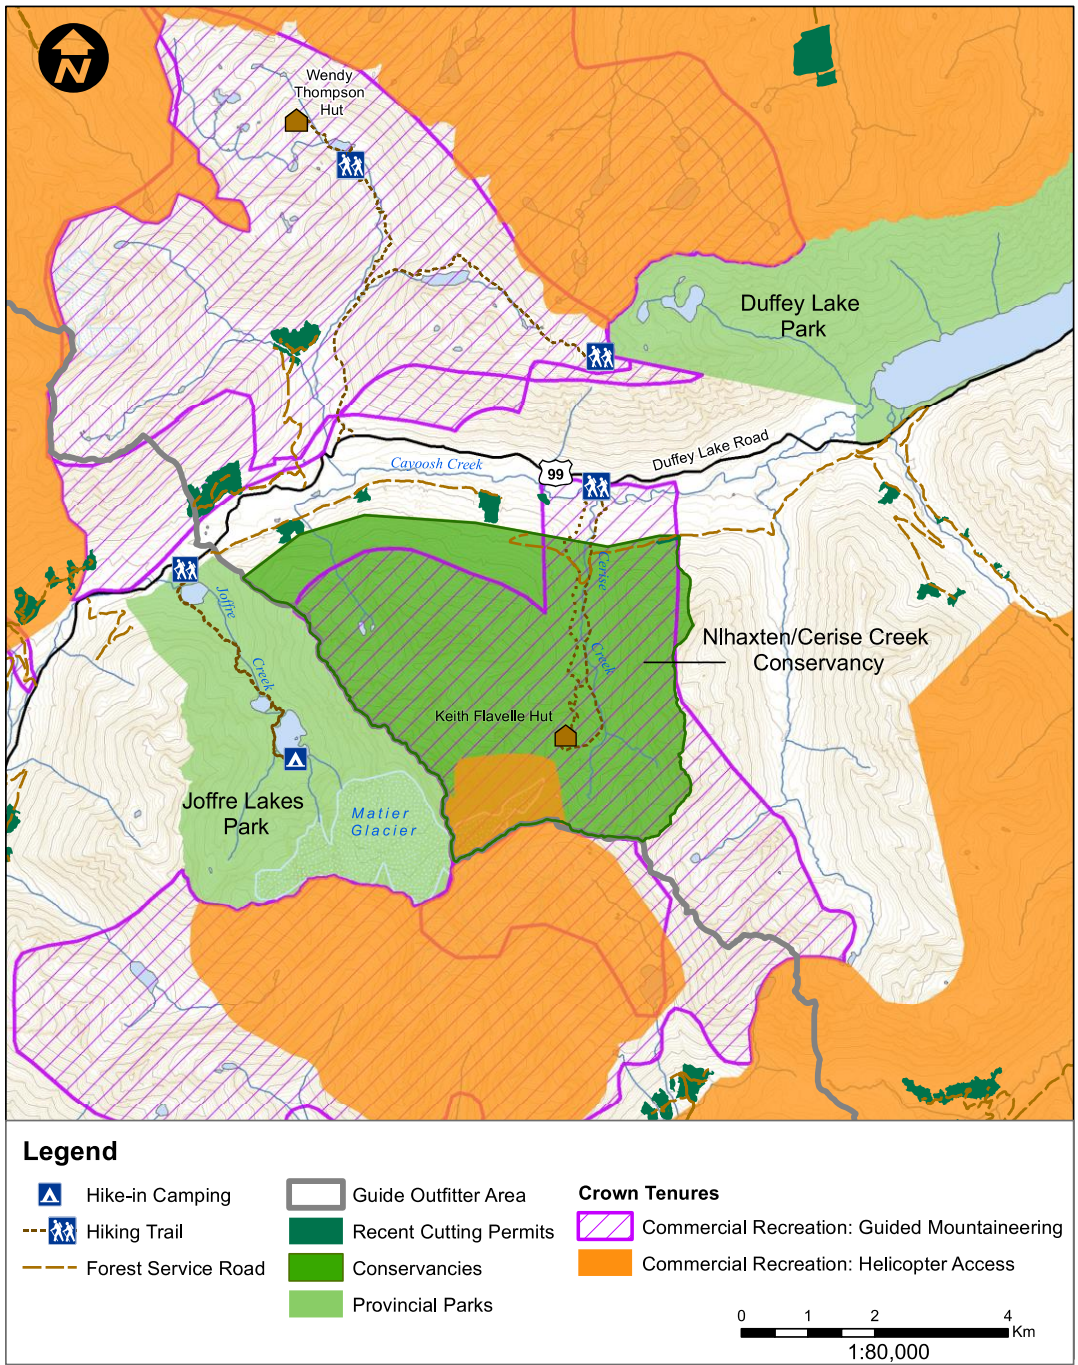 N
Wendy
Thompson
Hut
Duffey Lake
Park
Duffey Lake Road
Cayoosh Creek
99
Cerise
Creek
Joffre
Creek
Nlhaxten/Cerise Creek
Conservancy
Keith Flavelle Hut
Joffre Lakes
Park
Matier
Glacier
Legend
Hike-in Camping
Hiking Trail
Forest Service Road
Guide Outfitter Area
Recent Cutting Permits
Conservancies
Provincial Parks
Crown Tenures
Commercial Recreation: Guided Mountaineering
Commercial Recreation: Helicopter Access
0 1 2 4
Km
1:80,000